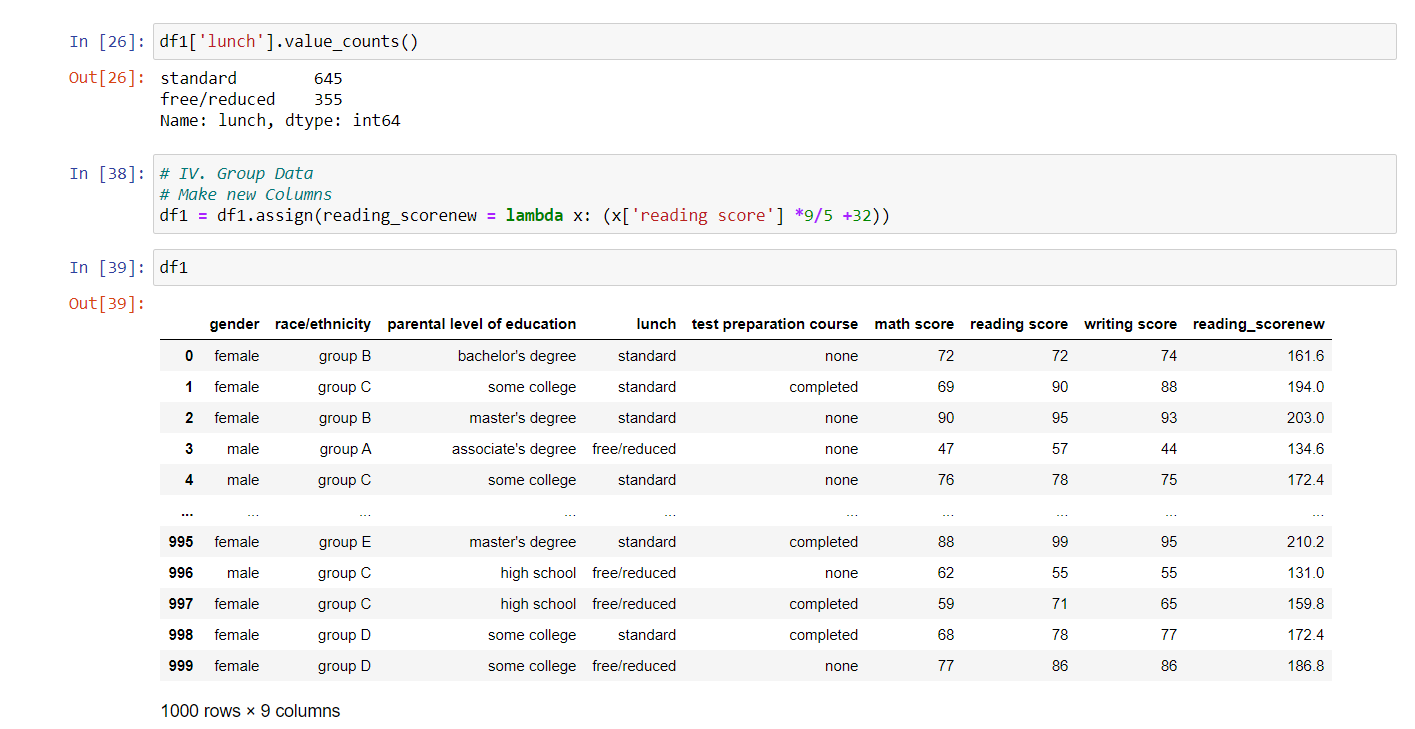 In [26]: df1['lunch'].value_counts()
Out[26]: standard        645
free/reduced    355
Name: lunch, dtype: int64
In [38]: # IV. Group Data
# Make new Columns
df1 = df1.assign(reading_scorenew = lambda x: (x['reading score'] *9/5 +32))
In [39]: df1
Out[39]:
gender race/ethnicity parental level of education lunch test preparation course math score reading score writing score reading_scorenew
0 female group B bachelor's degree standard none 72 72 74 161.6
1 female group C some college standard completed 69 90 88 194.0
2 female group B master's degree standard none 90 95 93 203.0
3 male group A associate's degree free/reduced none 47 57 44 134.6
4 male group C some college standard none 76 78 75 172.4
... ... ... ... ... ... ... ... ... ...
995 female group E master's degree standard completed 88 99 95 210.2
996 male group C high school free/reduced none 62 55 55 131.0
997 female group C high school free/reduced completed 59 71 65 159.8
998 female group D some college standard completed 68 78 77 172.4
999 female group D some college free/reduced none 77 86 86 186.8
1000 rows × 9 columns